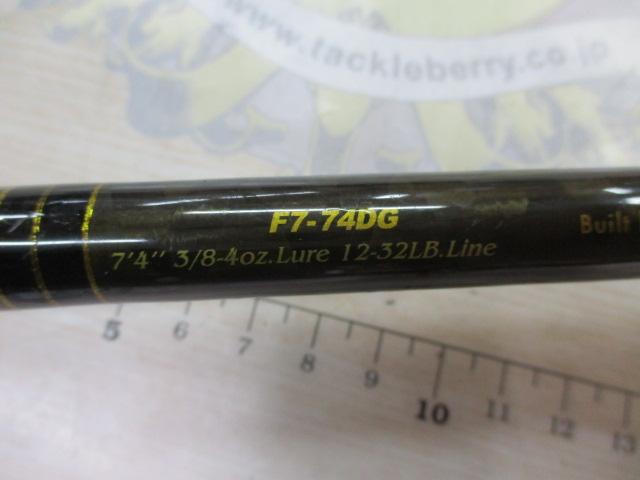 www.tackleberry.co.jp
F7-74DG
Built
7'4" 3/8-4oz.Lure 12-32LB.Line
5 6 7 8 9 10 11 12 13